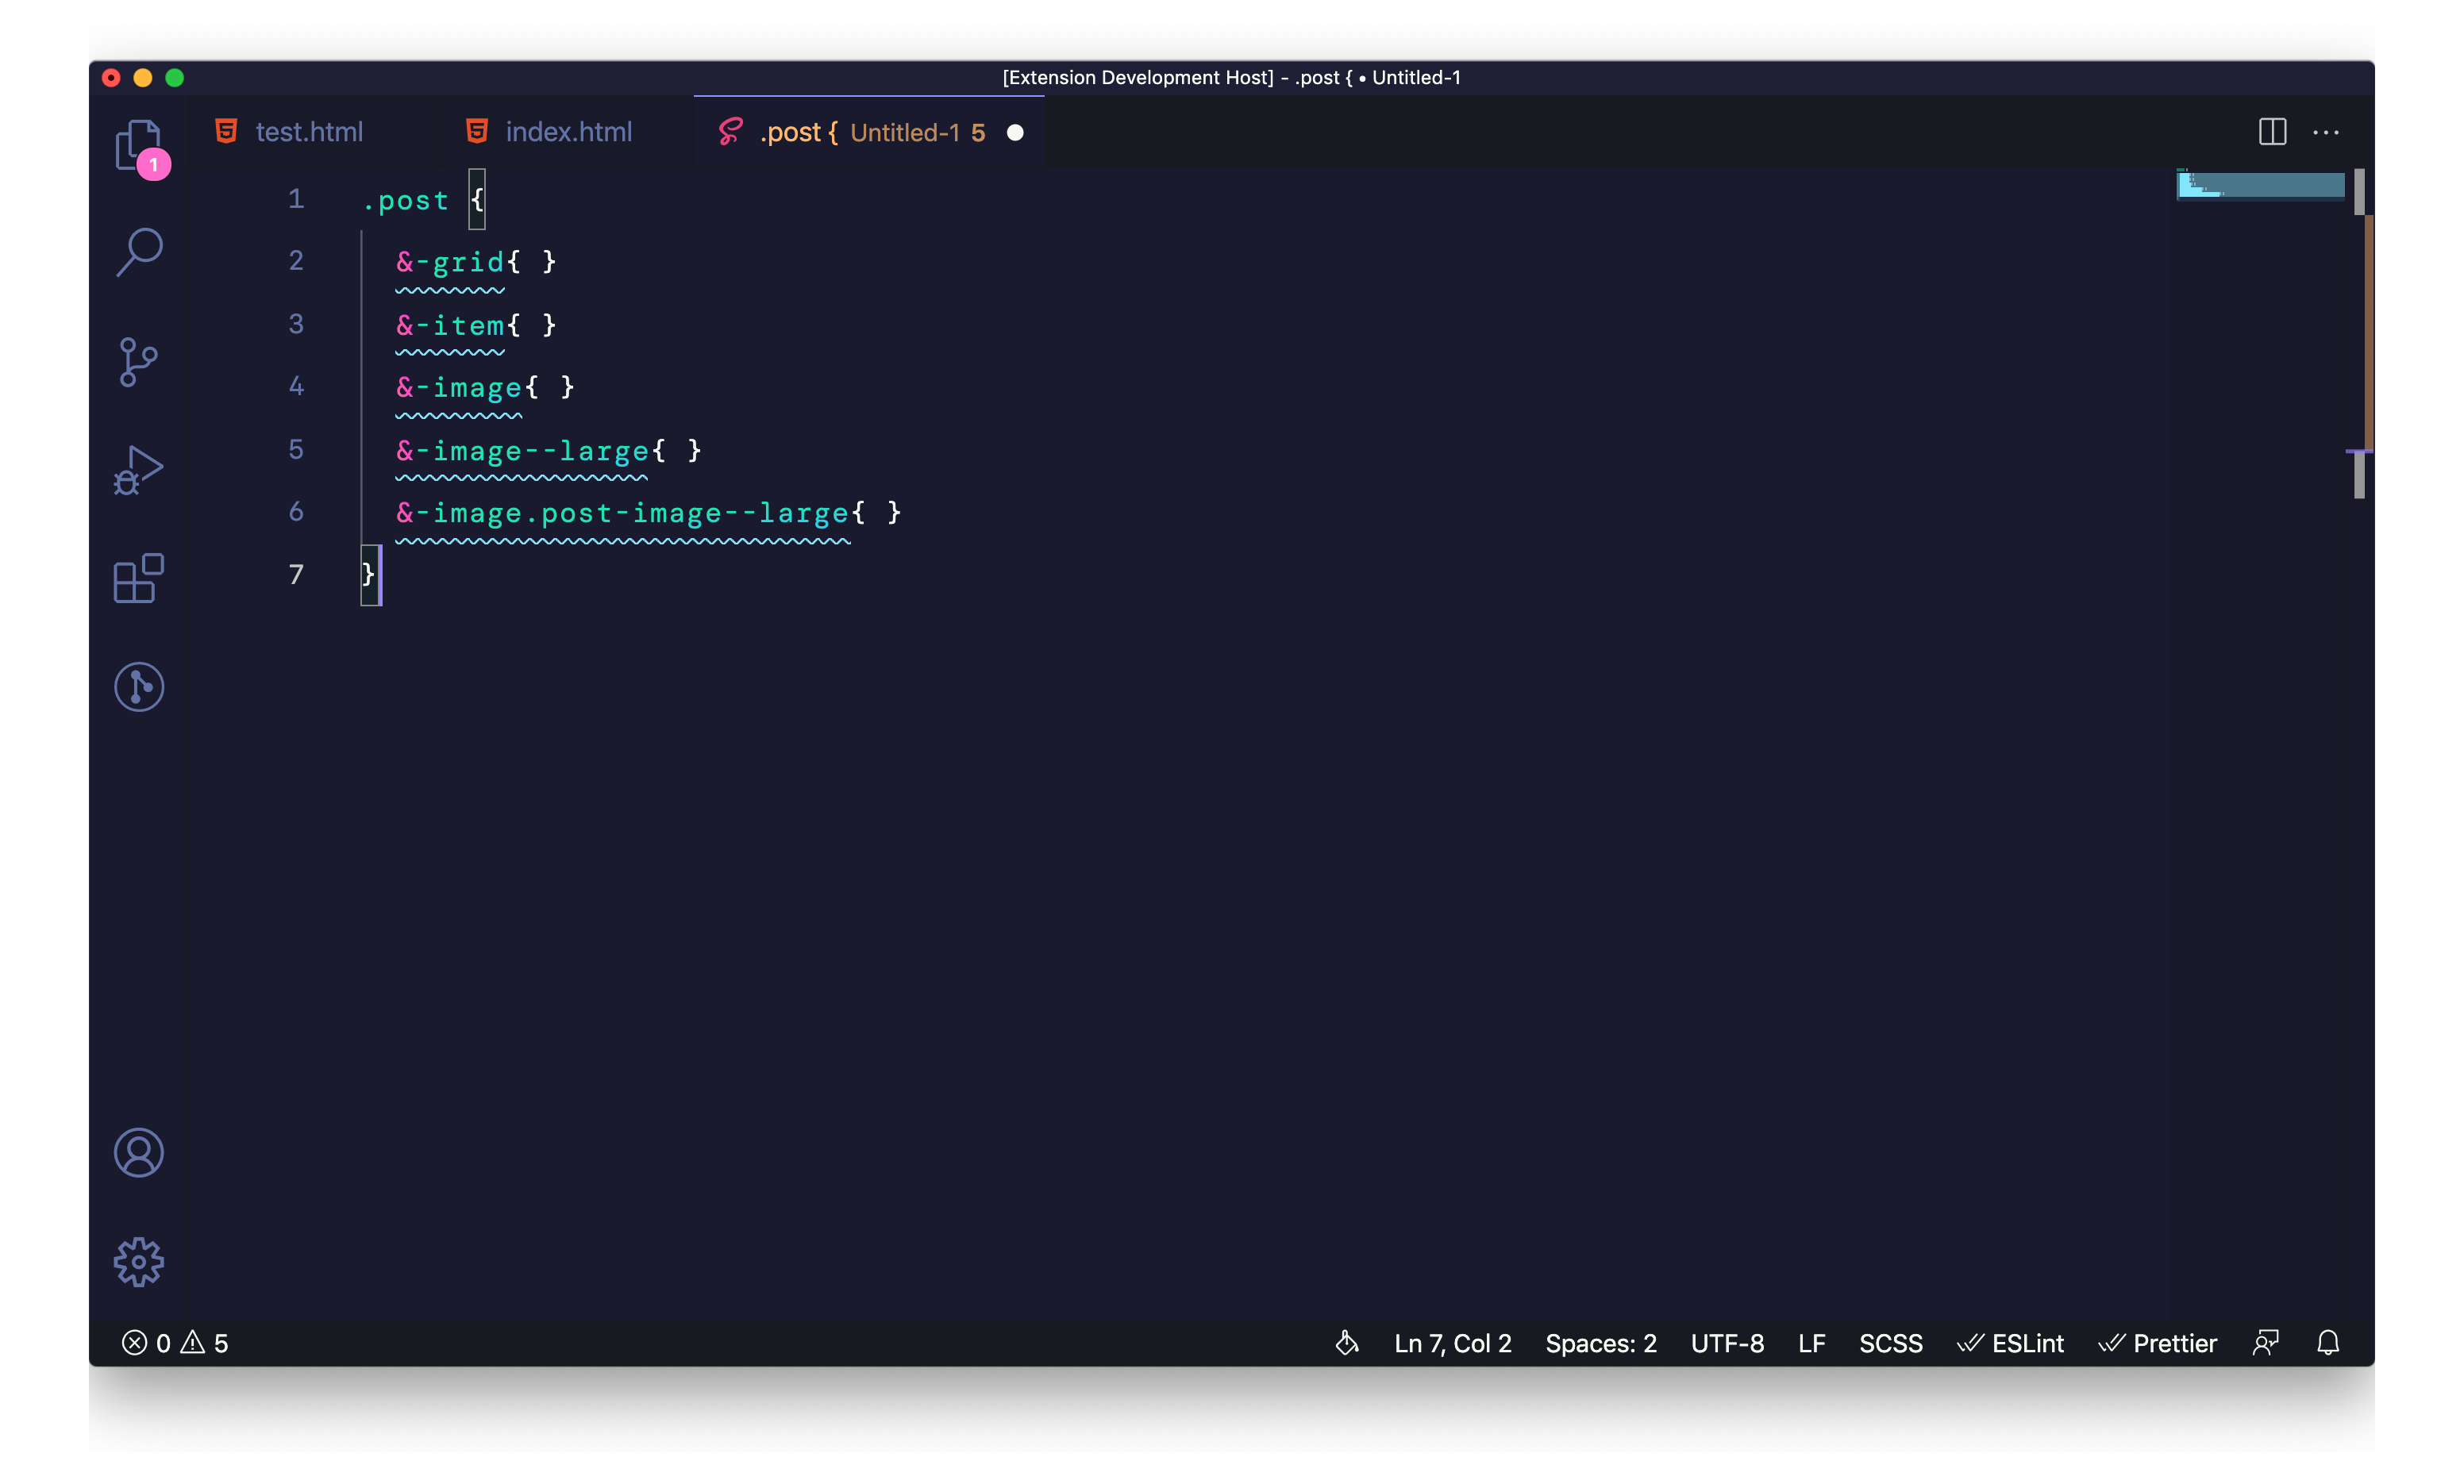 [Extension Development Host] - .post { • Untitled-1
test.html index.html .post { Untitled-1 5
1
1 .post {
2 &-grid{ }
3 &-item{ }
4 &-image{ }
5 &-image--large{ }
6 &-image.post-image--large{ }
7 }
0 5 Ln 7, Col 2 Spaces: 2 UTF-8 LF SCSS ESLint Prettier